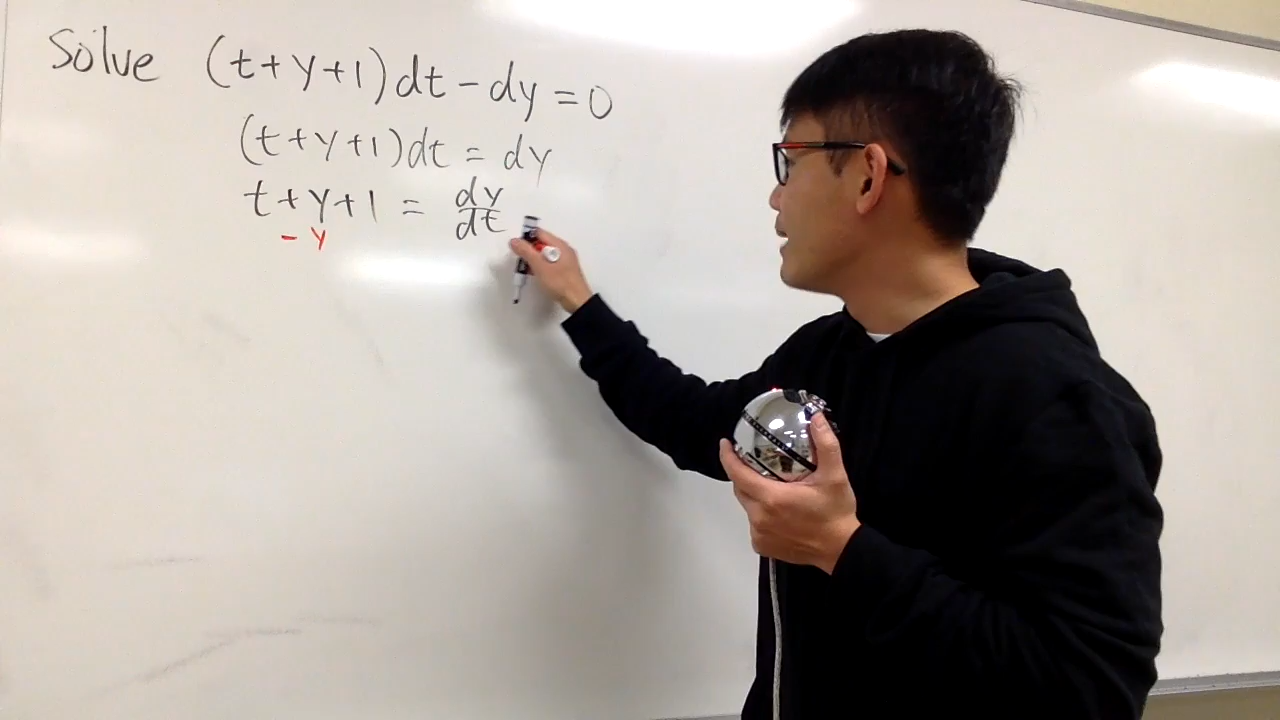 Solve (t+y+1)dt-dy=0
(t+y+1)dt = dy
t+y+1 = dy/dt
-y